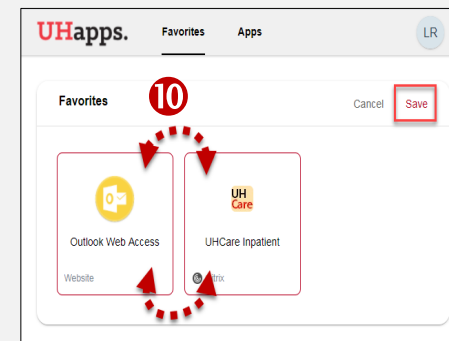 UHapps. Favorites Apps LR
Favorites 10 Cancel Save
UH
Care
Outlook Web Access UHCare Inpatient
Website